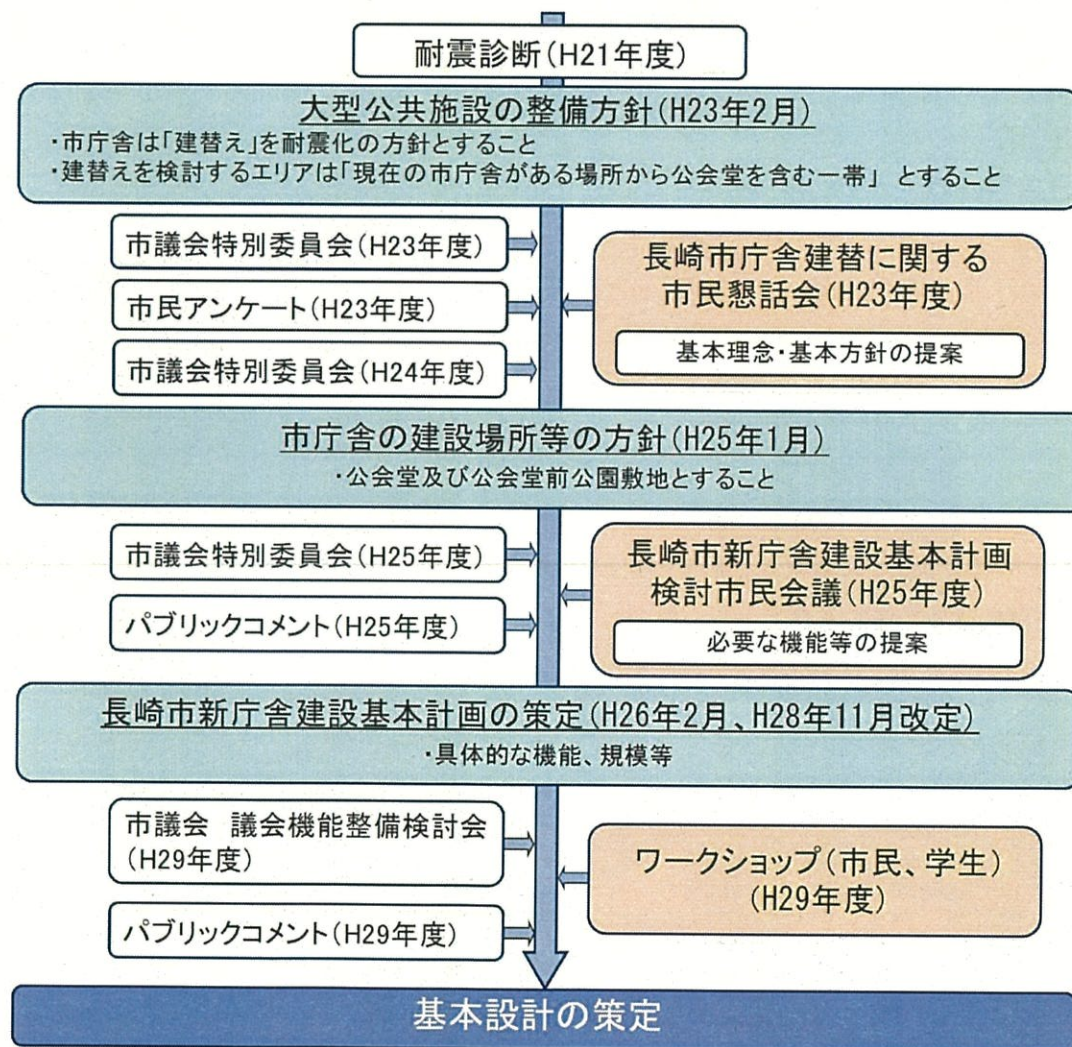 耐震診断(H21年度)
大型公共施設の整備方針(H23年2月)
・市庁舎は「建替え」を耐震化の方針とすること
・建替えを検討するエリアは「現在の市庁舎がある場所から公会堂を含む一帯」 とすること
市議会特別委員会(H23年度)
市民アンケート(H23年度)
市議会特別委員会(H24年度)
長崎市庁舎建替に関する
市民懇話会(H23年度)
基本理念・基本方針の提案
市庁舎の建設場所等の方針(H25年1月)
・公会堂及び公会堂前公園敷地とすること
市議会特別委員会(H25年度)
パブリックコメント(H25年度)
長崎市新庁舎建設基本計画
検討市民会議(H25年度)
必要な機能等の提案
長崎市新庁舎建設基本計画の策定(H26年2月、H28年11月改定)
・具体的な機能、規模等
市議会 議会機能整備検討会
(H29年度)
パブリックコメント(H29年度)
ワークショップ(市民、学生)
(H29年度)
基本設計の策定